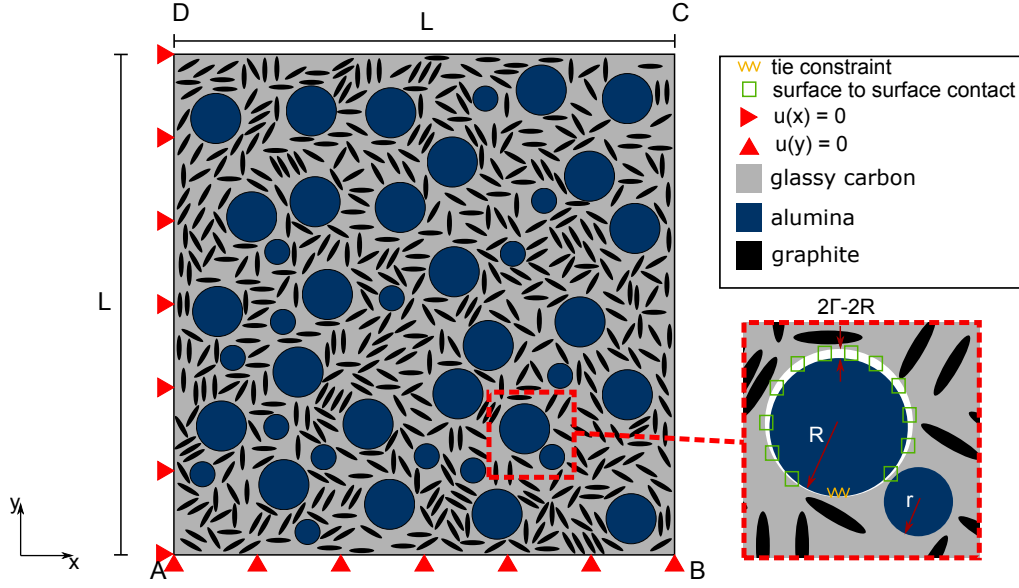 D
C
L
L
A
B
y
x
tie constraint
surface to surface contact
u(x) = 0
u(y) = 0
glassy carbon
alumina
graphite
2Γ-2R
R
r